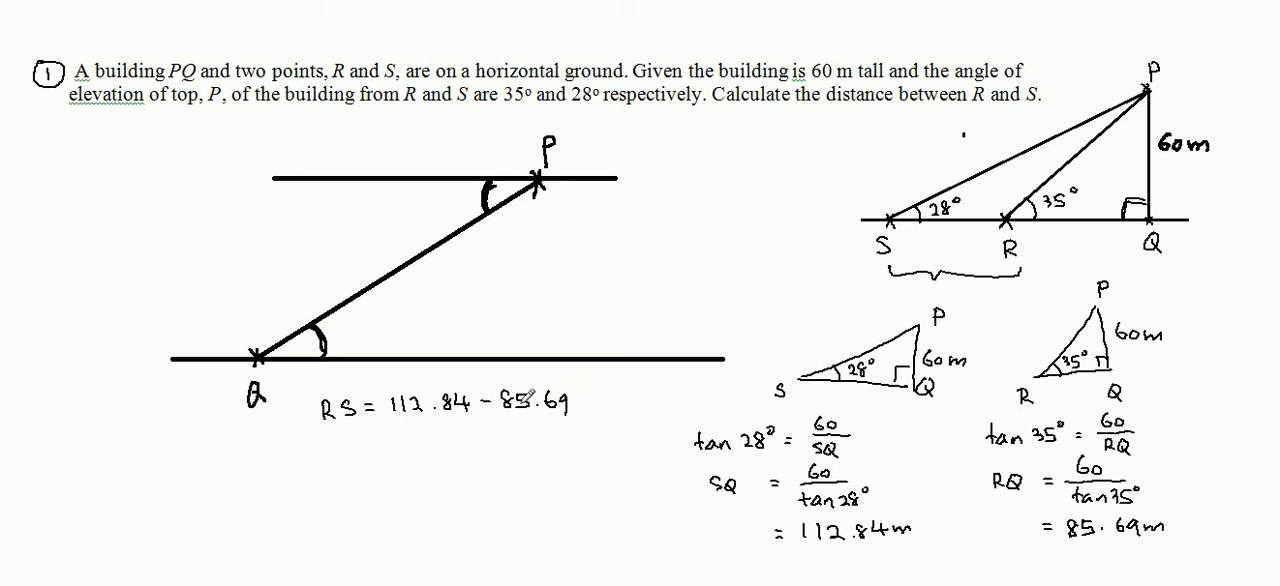 1 A building PQ and two points, R and S, are on a horizontal ground. Given the building is 60 m tall and the angle of
elevation of top, P, of the building from R and S are 35° and 28° respectively. Calculate the distance between R and S.
P
60m
28°
35°
S
R
Q
P
Q
RS = 112.84 - 85.69
P
60m
28°
S
Q
tan 28° = 60/SQ
SQ = 60/tan 28°
= 112.84m
P
60m
35°
R
Q
tan 35° = 60/RQ
RQ = 60/tan 35°
= 85.69m